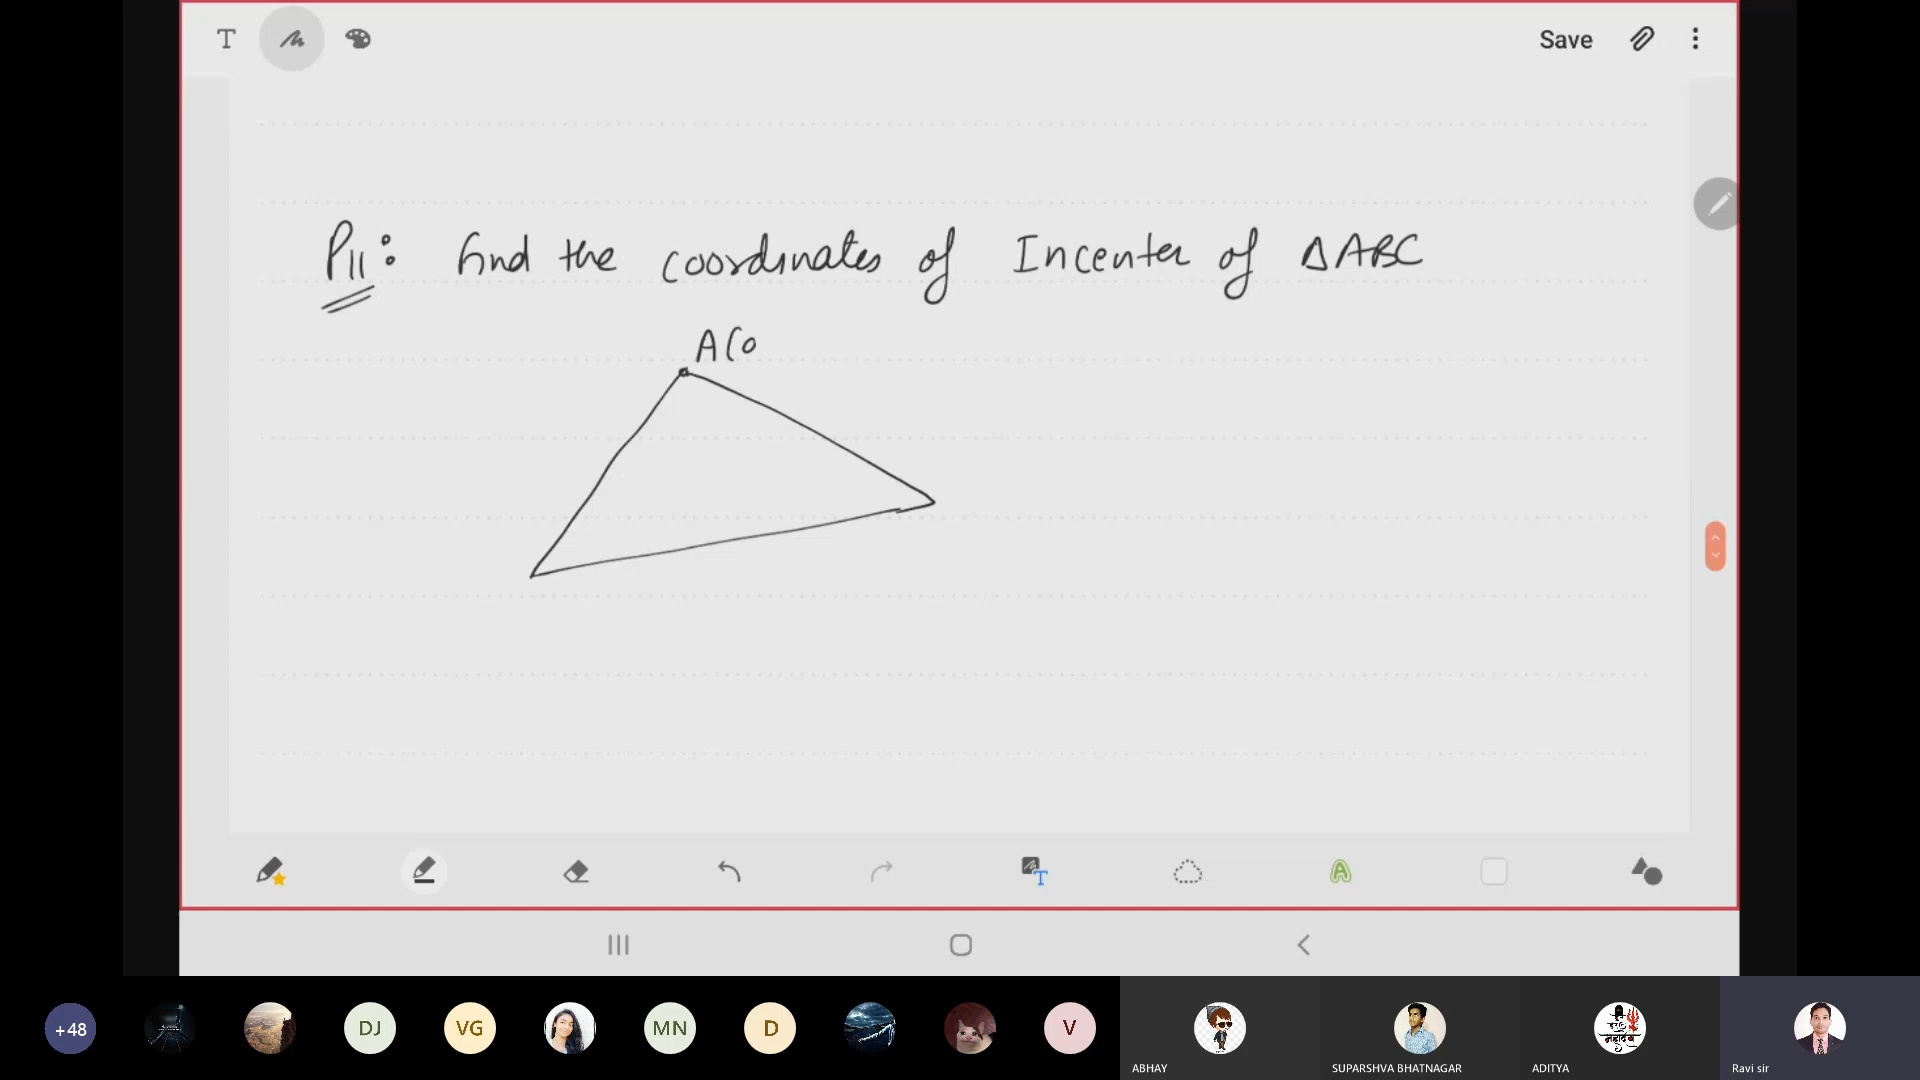 T
Save
P11: find the coordinates of Incenter of ΔABC
A(0
T
A
+48
DJ
VG
MN
D
V
ABHAY
SUPARSHVA BHATNAGAR
ADITYA
Ravi sir